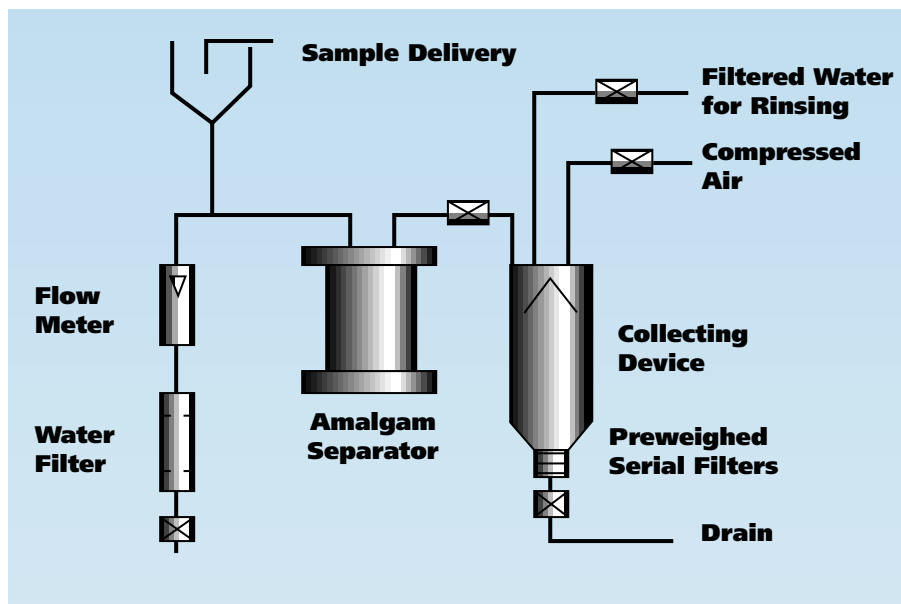 Sample Delivery
Filtered Water
for Rinsing
Compressed
Air
Flow
Meter
Collecting
Device
Amalgam
Separator
Water
Filter
Preweighed
Serial Filters
Drain